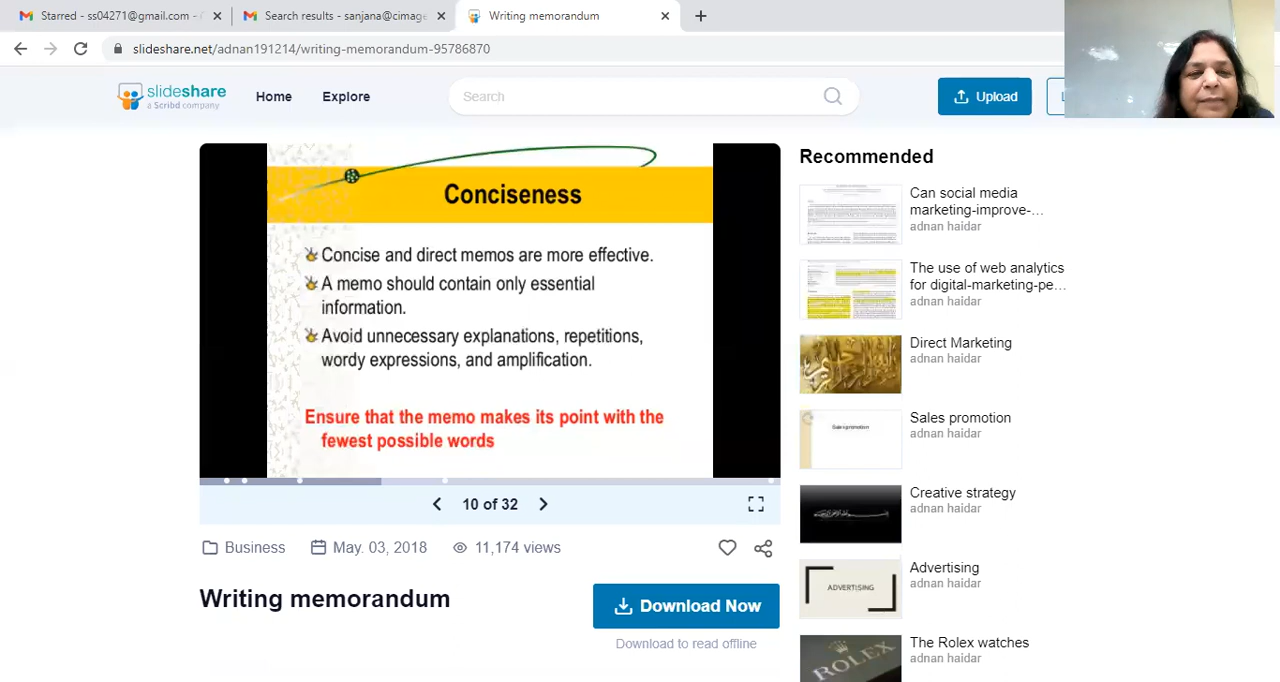 Starred - ss04271@gmail.com -
Search results - sanjana@cimage
Writing memorandum
slideshare.net/adnan191214/writing-memorandum-95786870
slideshare
a Scribd company
Home
Explore
Search
Upload
Conciseness
Concise and direct memos are more effective.
A memo should contain only essential
information.
Avoid unnecessary explanations, repetitions,
wordy expressions, and amplification.
Ensure that the memo makes its point with the
fewest possible words
10 of 32
Business
May. 03, 2018
11,174 views
Writing memorandum
Download Now
Download to read offline
Recommended
Can social media
marketing-improve-…
adnan haidar
The use of web analytics
for digital-marketing-pe…
adnan haidar
Direct Marketing
adnan haidar
Sales promotion
Sales promotion
adnan haidar
Creative strategy
adnan haidar
ADVERTISING
Advertising
adnan haidar
ROLEX
The Rolex watches
adnan haidar